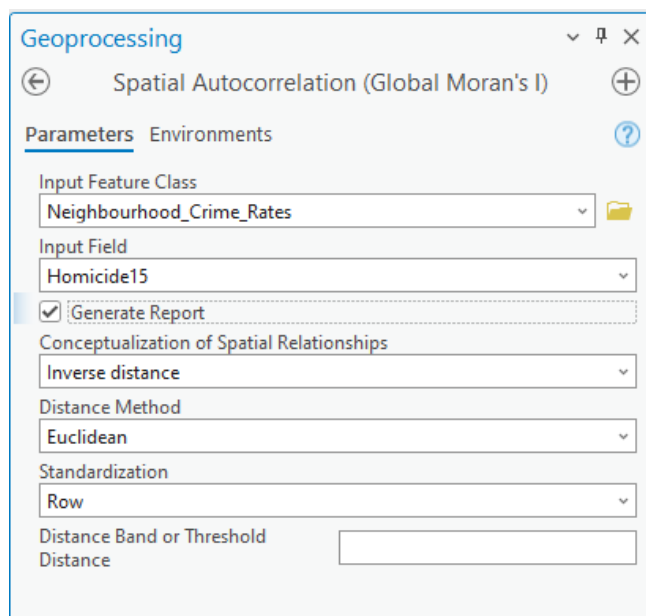 Geoprocessing
Spatial Autocorrelation (Global Moran's I)
Parameters Environments
Input Feature Class
Neighbourhood_Crime_Rates
Input Field
Homicide15
Generate Report
Conceptualization of Spatial Relationships
Inverse distance
Distance Method
Euclidean
Standardization
Row
Distance Band or Threshold
Distance